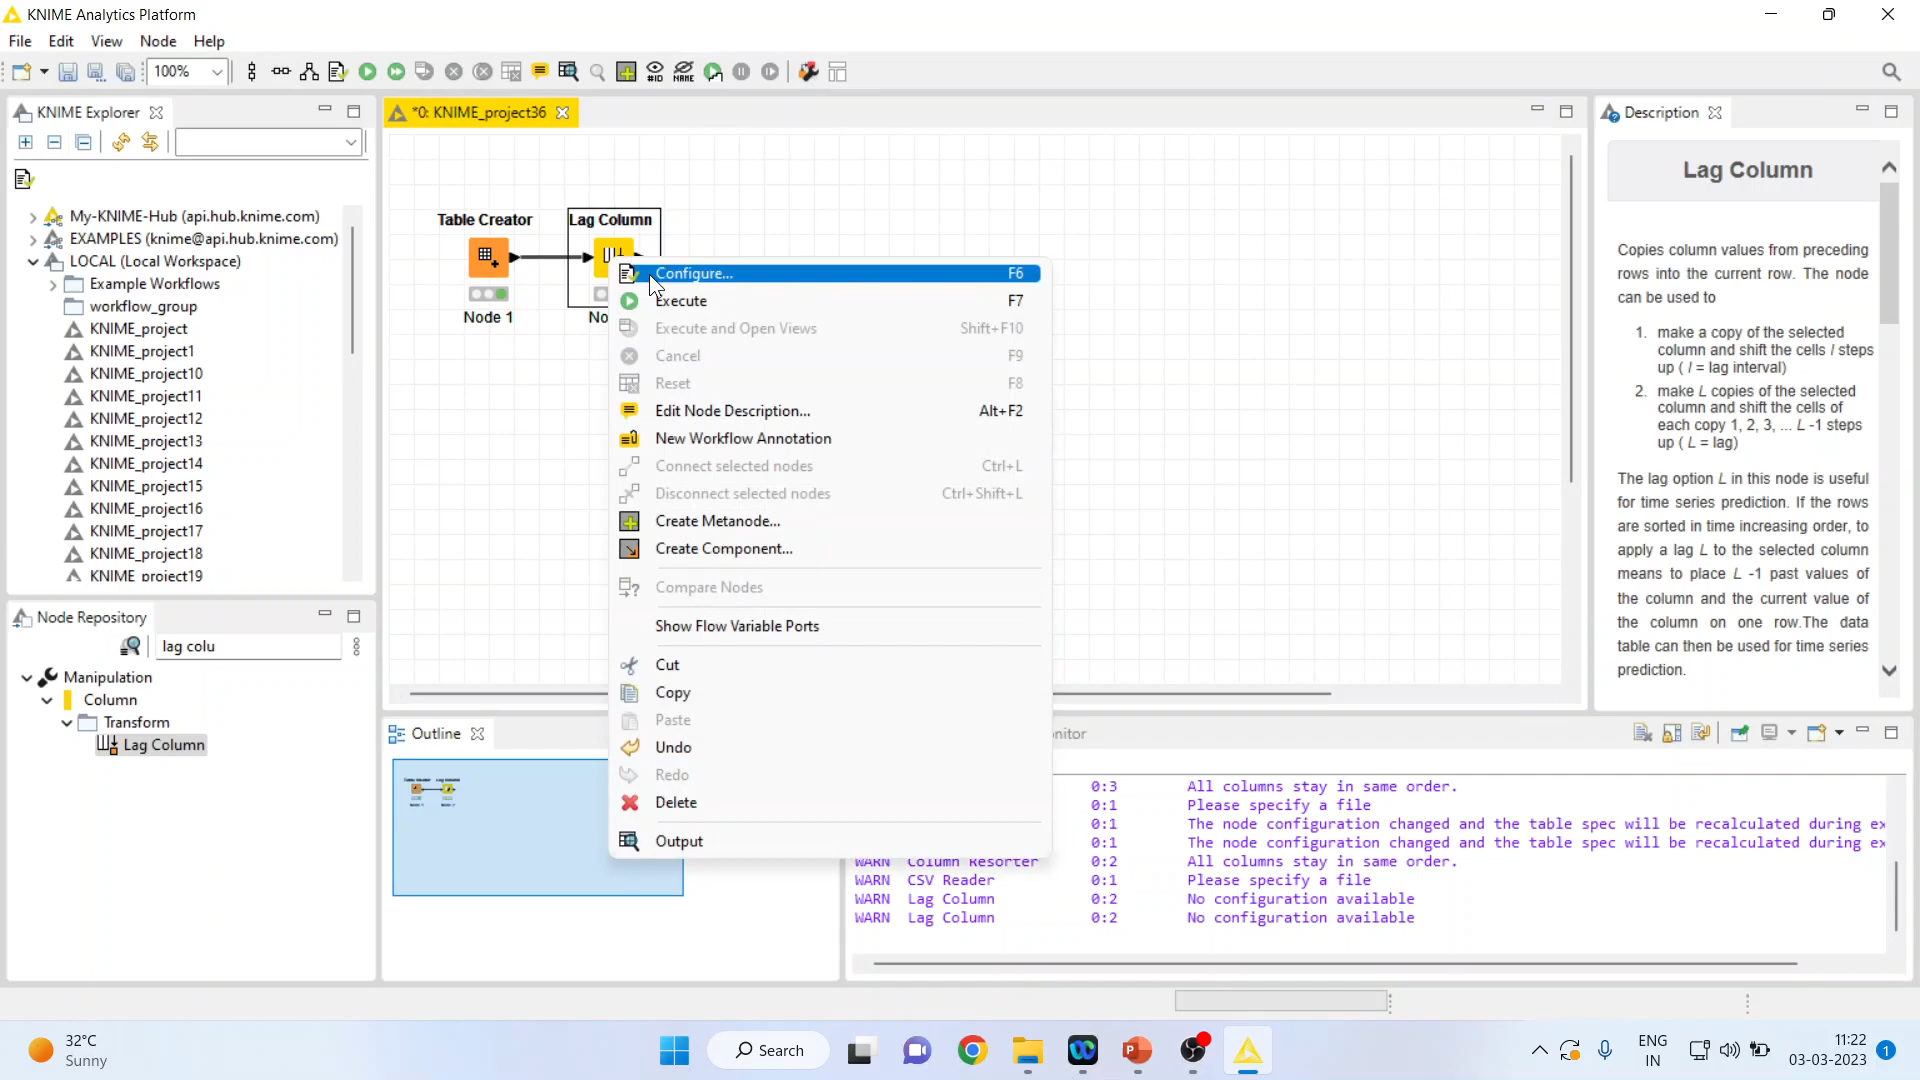 KNIME Analytics Platform
File Edit View Node Help
100%
KNIME Explorer
My-KNIME-Hub (api.hub.knime.com)
EXAMPLES (knime@api.hub.knime.com)
LOCAL (Local Workspace)
Example Workflows
workflow_group
KNIME_project
KNIME_project1
KNIME_project10
KNIME_project11
KNIME_project12
KNIME_project13
KNIME_project14
KNIME_project15
KNIME_project16
KNIME_project17
KNIME_project18
KNIME_project19
Node Repository
lag colu
Manipulation
Column
Transform
Lag Column
*0: KNIME_project36
Table Creator
Node 1
Lag Column
No
Configure... F6
Execute F7
Execute and Open Views Shift+F10
Cancel F9
Reset F8
Edit Node Description... Alt+F2
New Workflow Annotation
Connect selected nodes Ctrl+L
Disconnect selected nodes Ctrl+Shift+L
Create Metanode...
Create Component...
Compare Nodes
Show Flow Variable Ports
Cut
Copy
Paste
Undo
Redo
Delete
Output
Description
Lag Column
Copies column values from preceding
rows into the current row. The node
can be used to
1. make a copy of the selected
column and shift the cells I steps
up ( I = lag interval)
2. make L copies of the selected
column and shift the cells of
each copy 1, 2, 3, ... L -1 steps
up ( L = lag)
The lag option L in this node is useful
for time series prediction. If the rows
are sorted in time increasing order, to
apply a lag L to the selected column
means to place L -1 past values of
the column and the current value of
the column on one row.The data
table can then be used for time series
prediction.
Outline
Table Creator Lag Column
Node 1
nitor
0:3 All columns stay in same order.
0:1 Please specify a file
0:1 The node configuration changed and the table spec will be recalculated during ex
0:1 The node configuration changed and the table spec will be recalculated during ex
WARN Column Resorter 0:2 All columns stay in same order.
WARN CSV Reader 0:1 Please specify a file
WARN Lag Column 0:2 No configuration available
WARN Lag Column 0:2 No configuration available
32°C
Sunny
Search
ENG
IN
11:22
03-03-2023
1